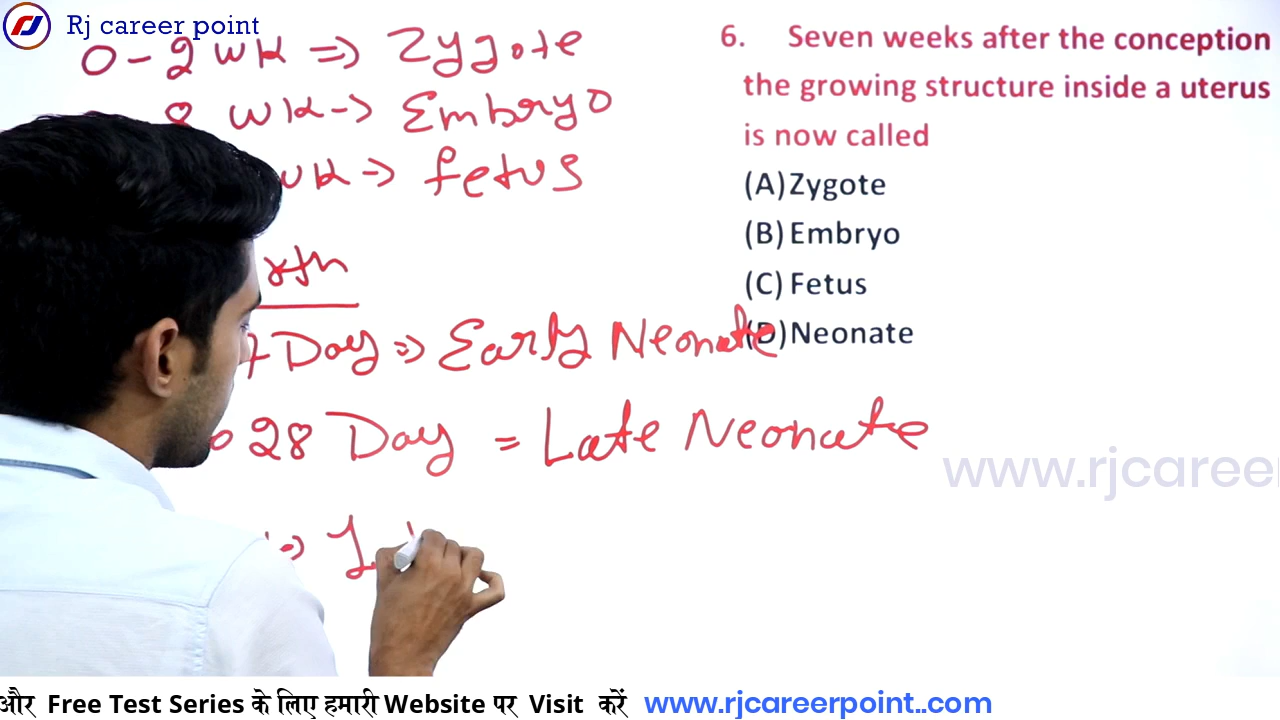 Rj career point
0-2 WK => Zygote
8 WK -> Embryo
WK -> fetus
7 Day => Early Neonate
28 Day = Late Neonate
6. Seven weeks after the conception
the growing structure inside a uterus
is now called
(A) Zygote
(B) Embryo
(C) Fetus
(D) Neonate
www.rjcareer
और Free Test Series के लिए हमारी Website पर Visit करें www.rjcareerpoint..com